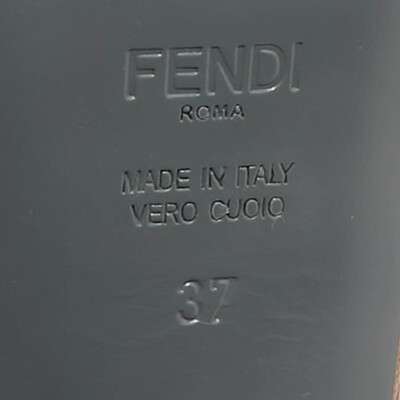 FENDI
ROMA
MADE IN ITALY
VERO CUOIO
37